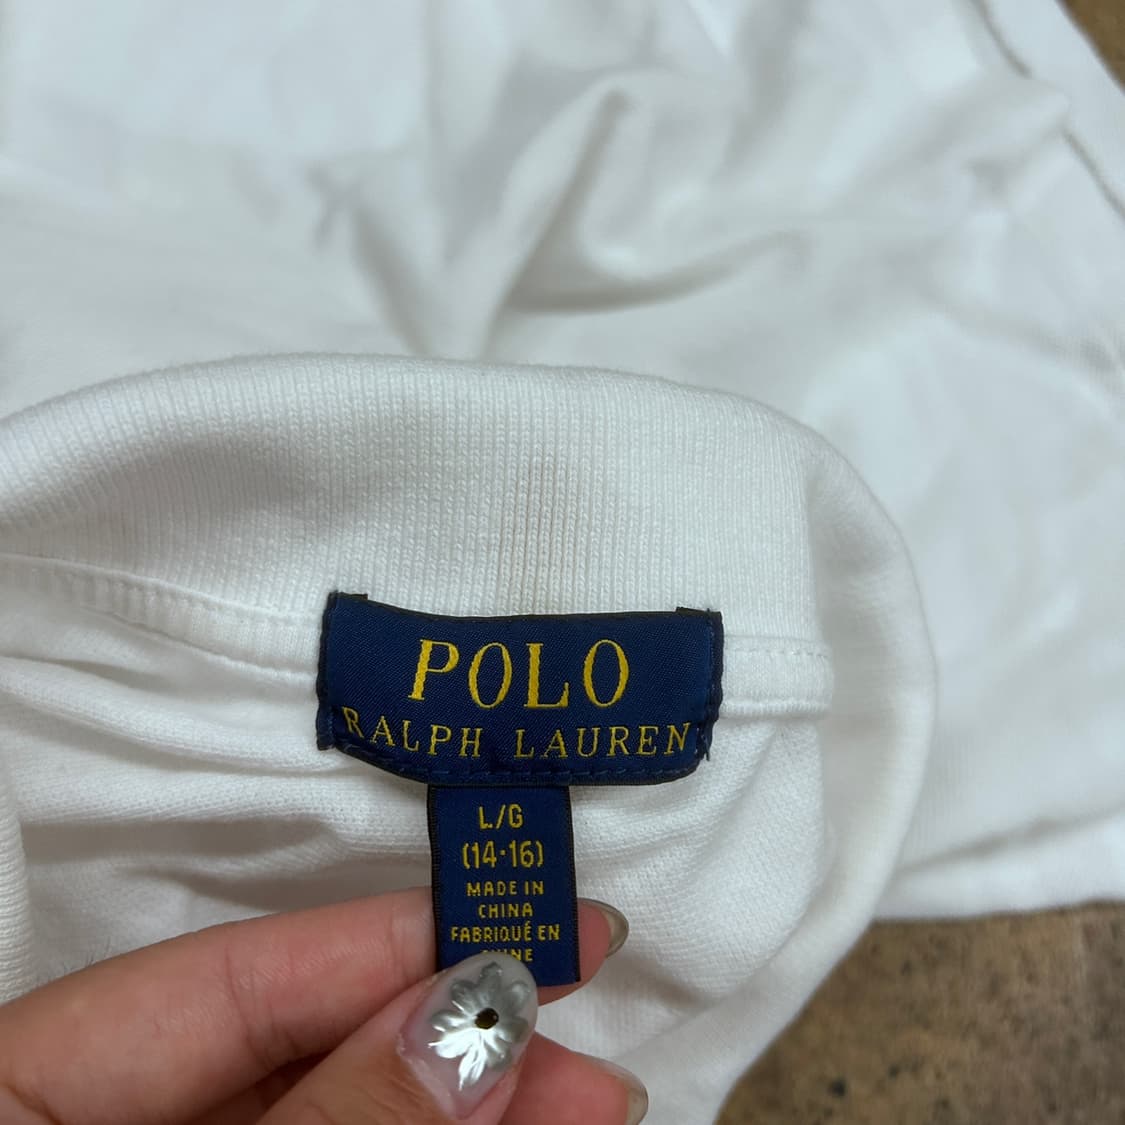 POLO
RALPH LAUREN
L/G
(14-16)
MADE IN
CHINA
FABRIQUÉ EN